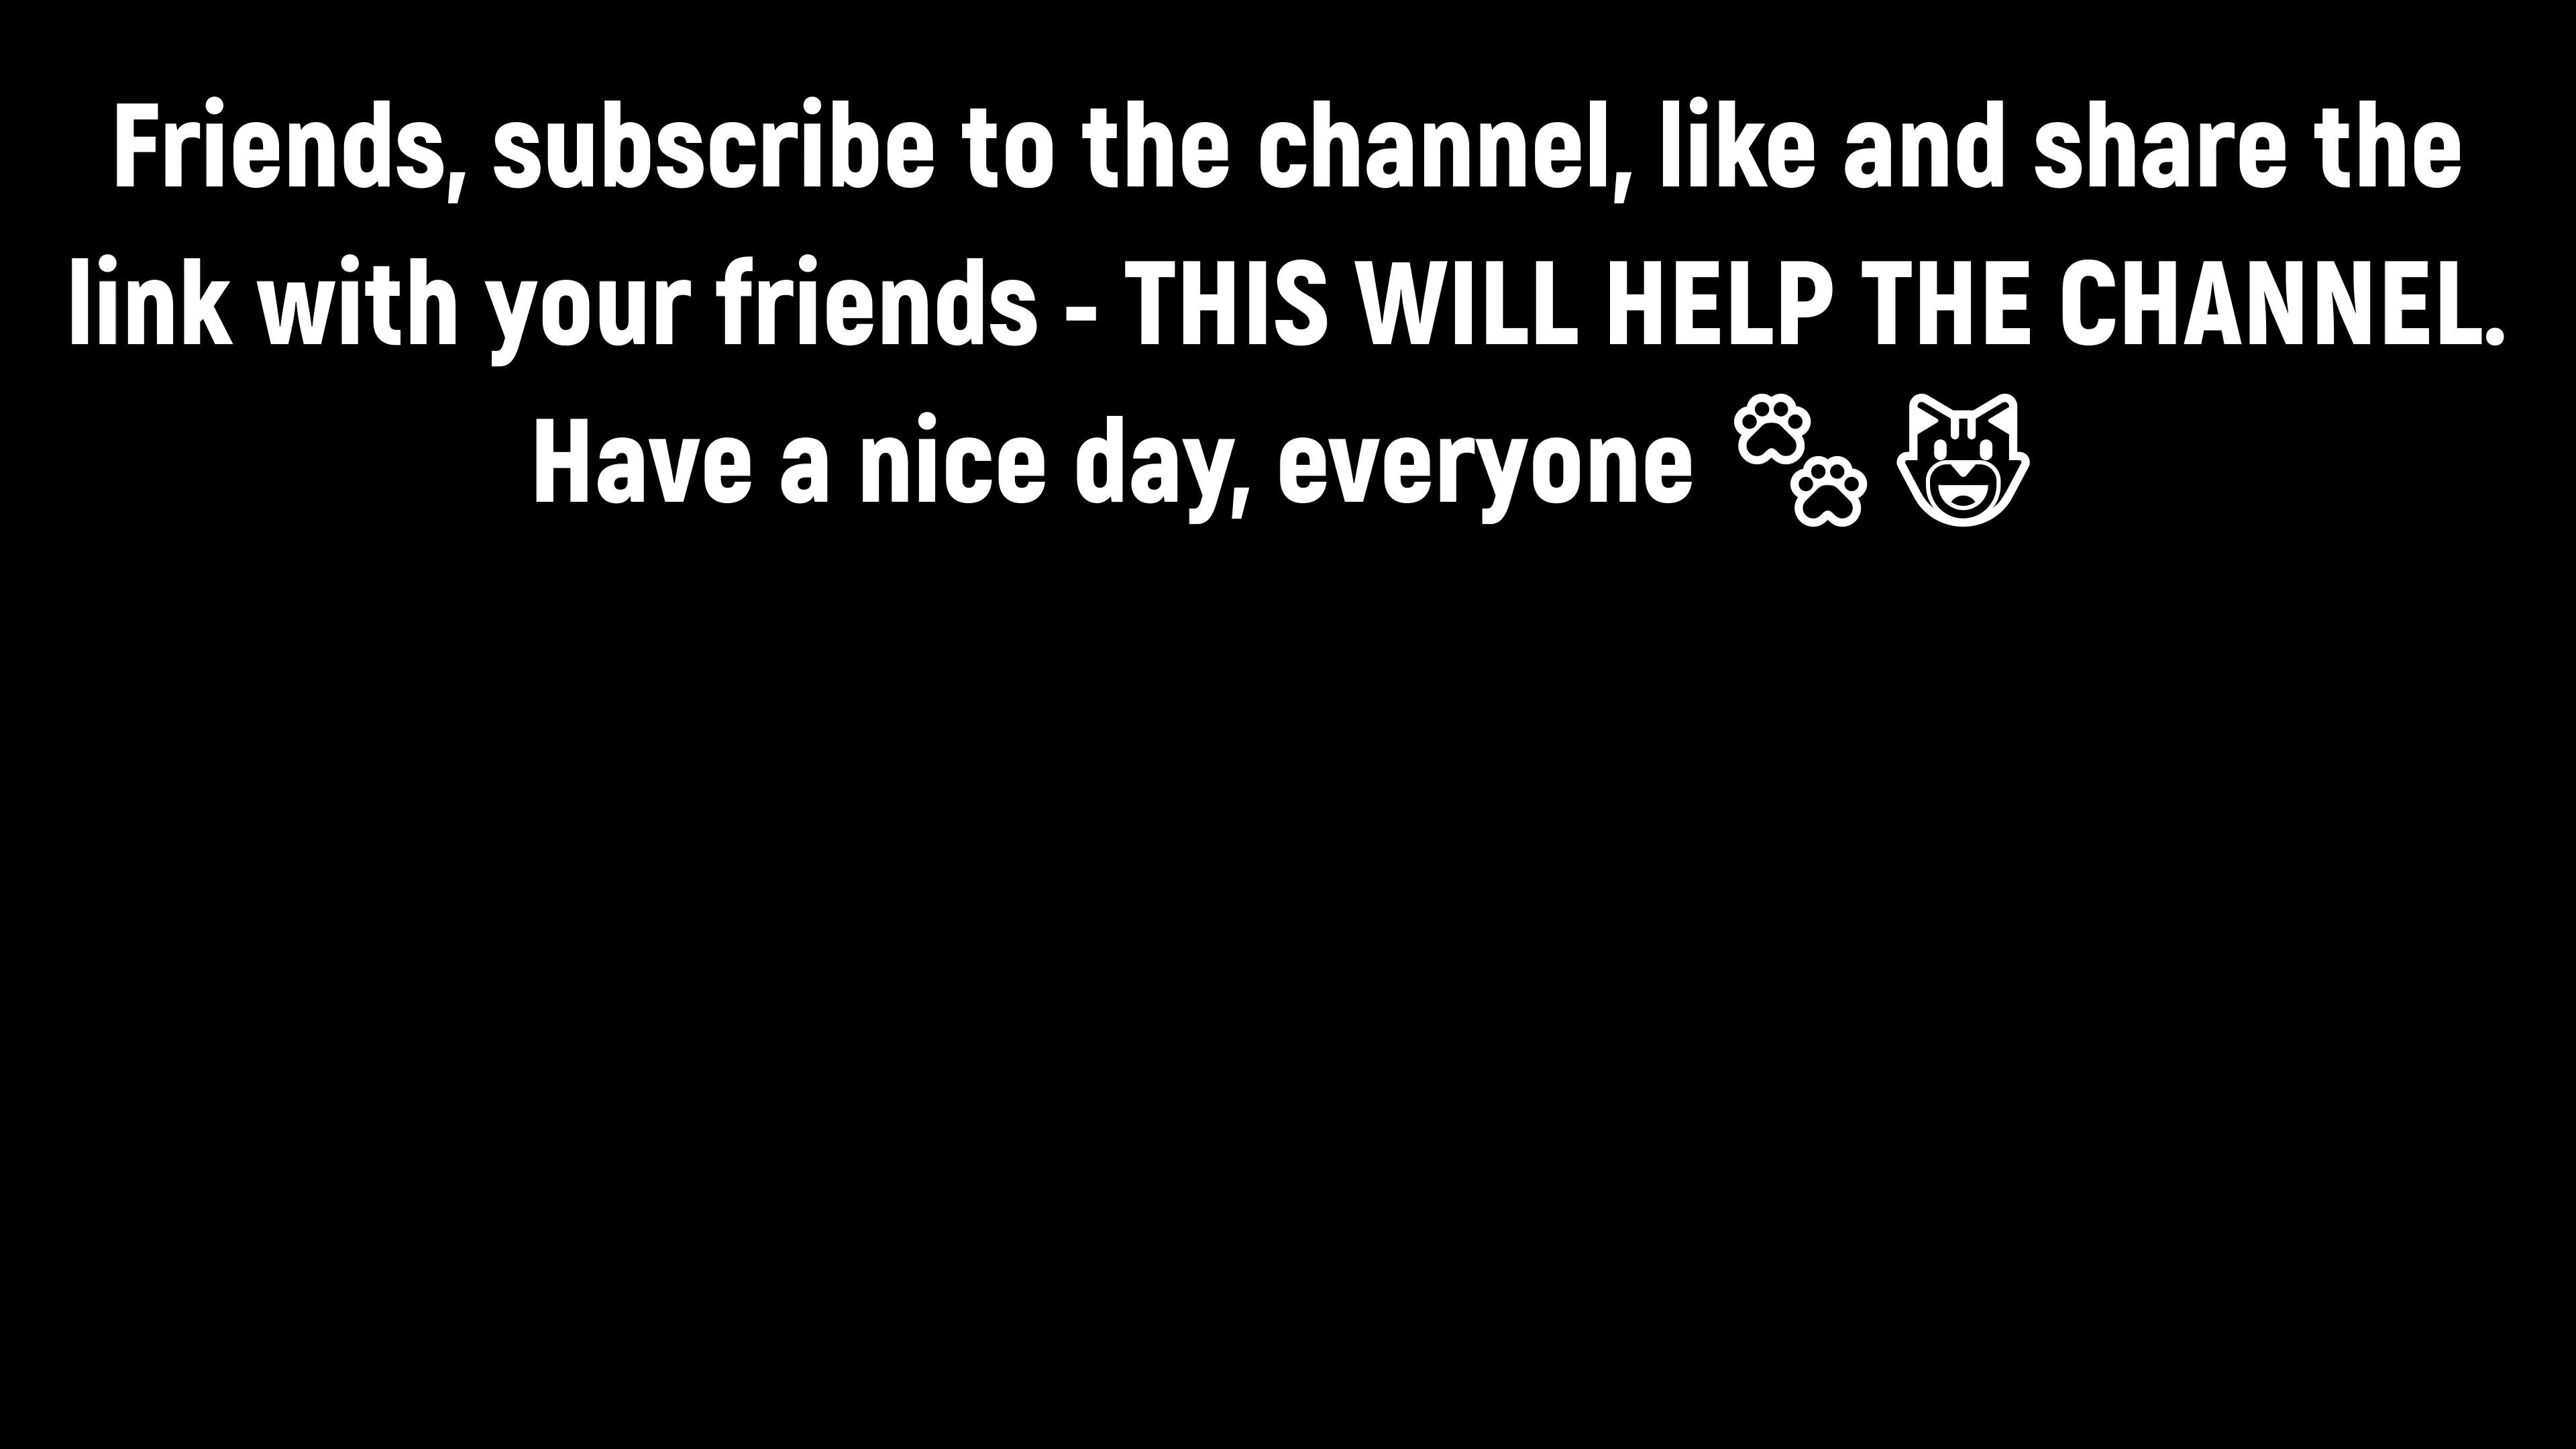 Friends, subscribe to the channel, like and share the
link with your friends - THIS WILL HELP THE CHANNEL.
Have a nice day, everyone 🐾 😺